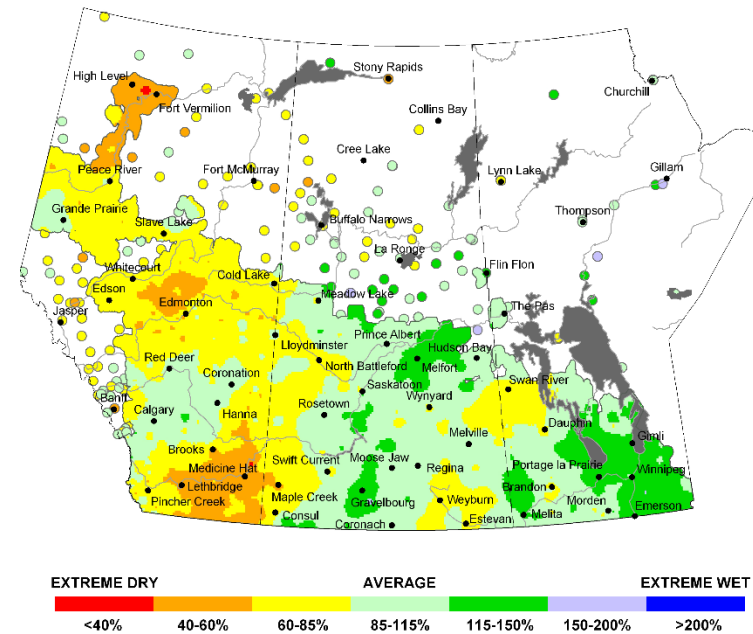 Stony Rapids
High Level
Churchill
Fort Vermilion
Collins Bay
Cree Lake
Peace River
Fort McMurray
Lynn Lake
Gillam
Grande Prairie
Thompson
Slave Lake
Buffalo Narrows
La Ronge
Flin Flon
Whitecourt
Cold Lake
Edson
Meadow Lake
Jasper
Edmonton
The Pas
Lloydminster
Prince Albert
Hudson Bay
Red Deer
North Battleford
Melfort
Coronation
Saskatoon
Swan River
Banff
Hanna
Rosetown
Wynyard
Calgary
Dauphin
Melville
Gimli
Brooks
Moose Jaw
Medicine Hat
Swift Current
Regina
Portage la Prairie
Winnipeg
Lethbridge
Maple Creek
Gravelbourg
Brandon
Pincher Creek
Weyburn
Morden
Consul
Coronach
Estevan
Melita
Emerson
EXTREME DRY AVERAGE EXTREME WET
<40% 40-60% 60-85% 85-115% 115-150% 150-200% >200%